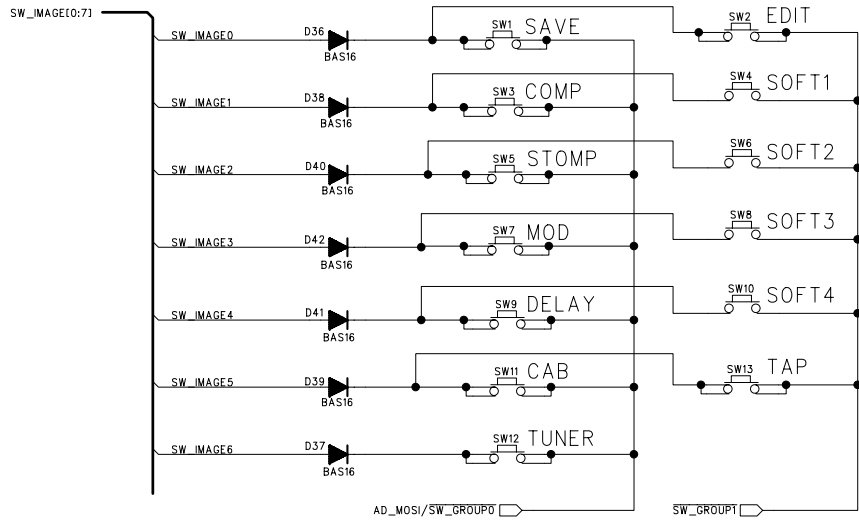 SW_IMAGE[0:7]
SW_IMAGE0 D36 BAS16 SW1 SAVE SW2 EDIT
SW_IMAGE1 D38 BAS16 SW3 COMP SW4 SOFT1
SW_IMAGE2 D40 BAS16 SW5 STOMP SW6 SOFT2
SW_IMAGE3 D42 BAS16 SW7 MOD SW8 SOFT3
SW_IMAGE4 D41 BAS16 SW9 DELAY SW10 SOFT4
SW_IMAGE5 D39 BAS16 SW11 CAB SW13 TAP
SW_IMAGE6 D37 BAS16 SW12 TUNER
AD_MOSI/SW_GROUP0 SW_GROUP1